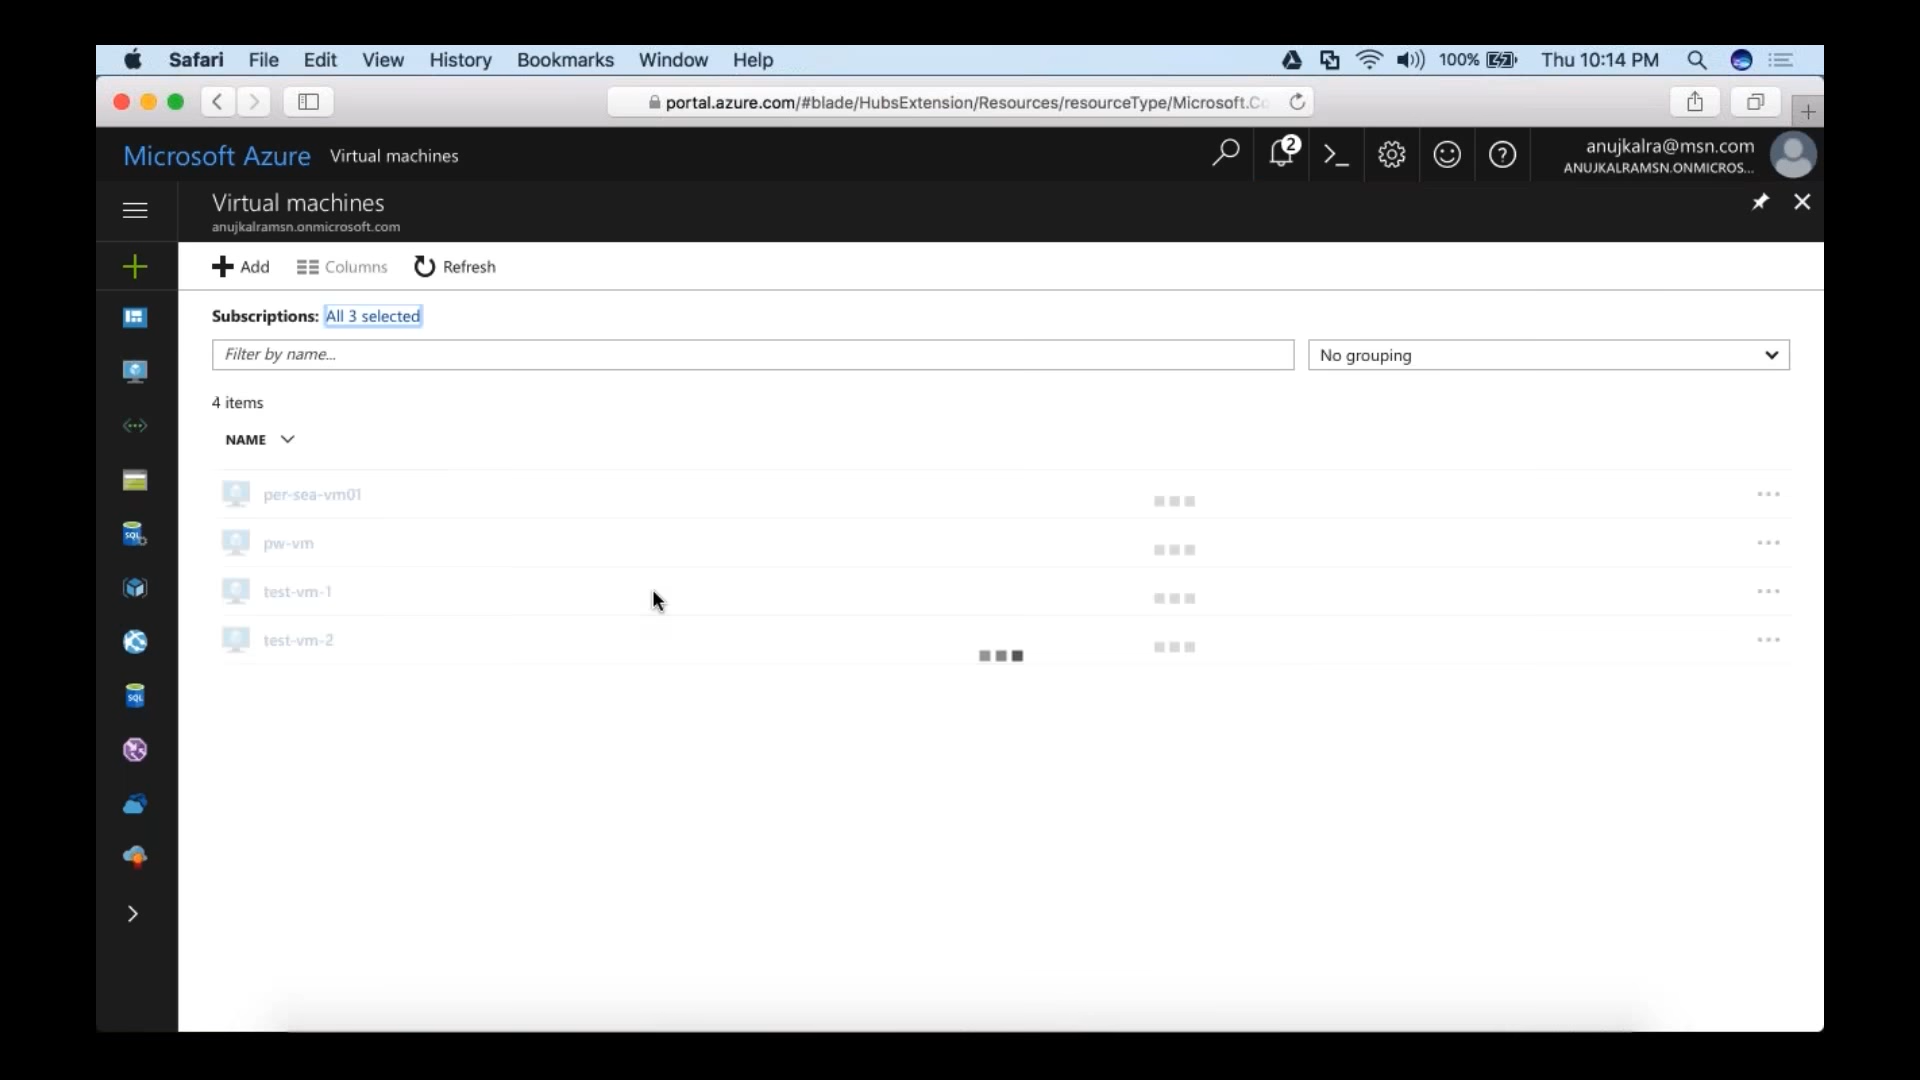 Safari File Edit View History Bookmarks Window Help 100% Thu 10:14 PM
portal.azure.com/#blade/HubsExtension/Resources/resourceType/Microsoft.Co
Microsoft Azure Virtual machines 2 anujkalra@msn.com
ANUJKALRAMSN.ONMICROS...
Virtual machines
anujkalramsn.onmicrosoft.com
Add Columns Refresh
Subscriptions: All 3 selected
Filter by name... No grouping
4 items
NAME
per-sea-vm01
pw-vm
test-vm-1
test-vm-2
SQL
SQL